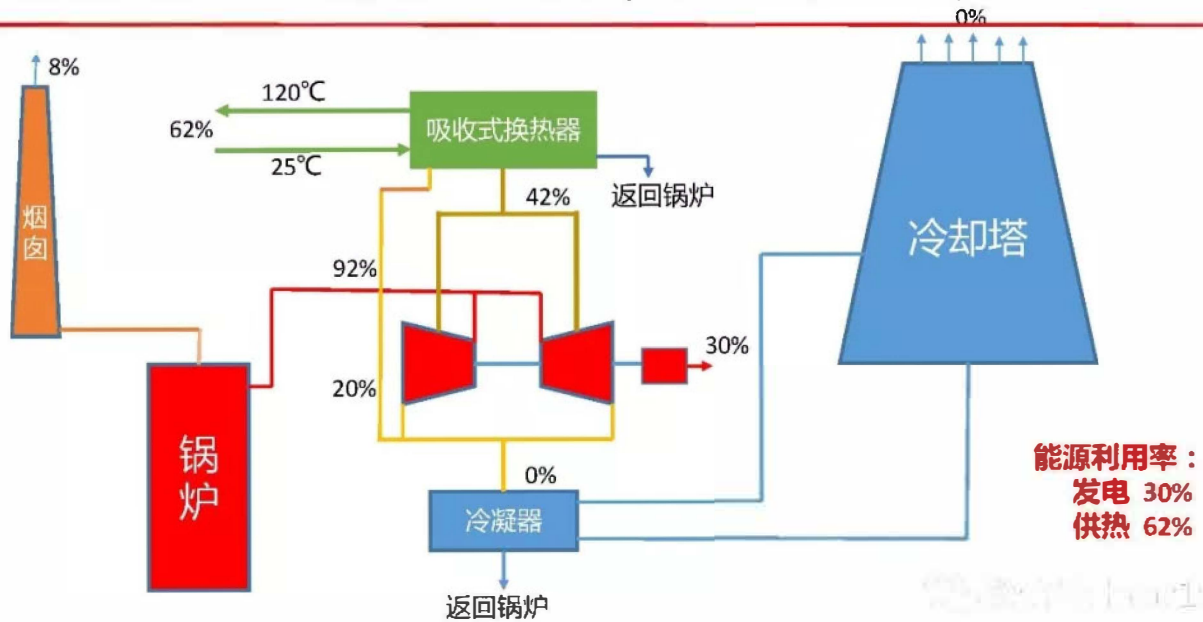 0%
8%
120℃
62%
25℃
吸收式换热器
返回锅炉
42%
烟
囱
冷却塔
92%
30%
20%
锅
炉
0%
冷凝器
返回锅炉
能源利用率：
发电 30%
供热 62%